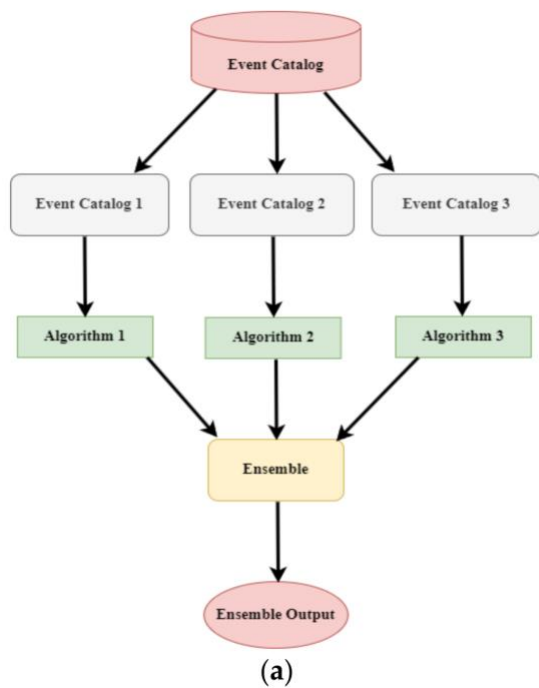 Event Catalog
Event Catalog 1
Event Catalog 2
Event Catalog 3
Algorithm 1
Algorithm 2
Algorithm 3
Ensemble
Ensemble Output
(a)